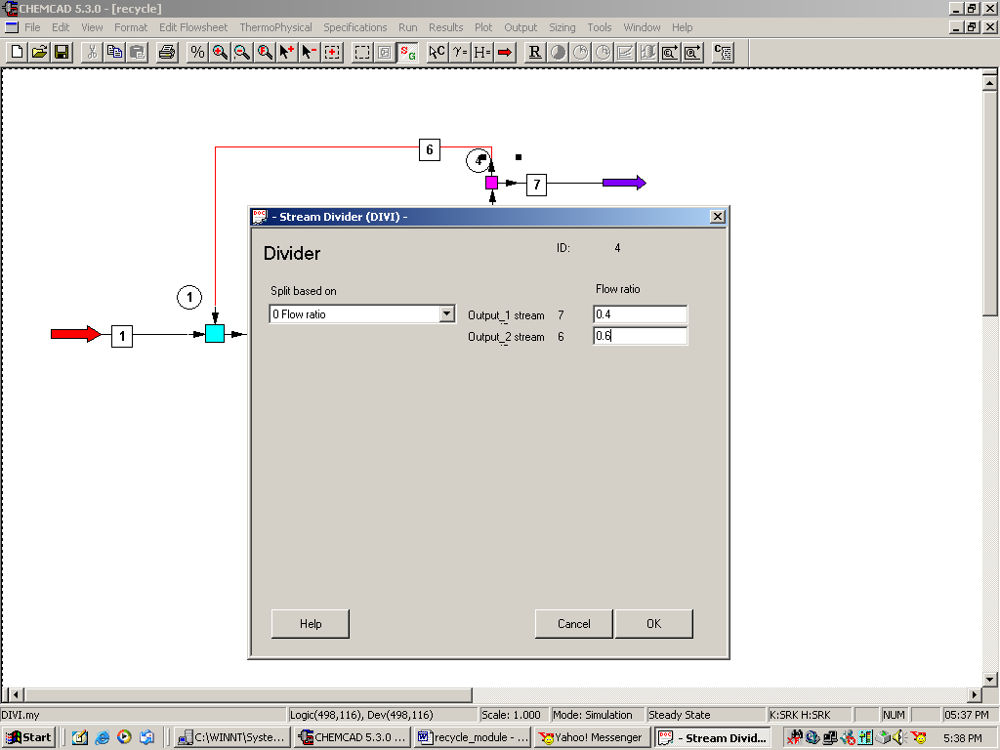 CHEMCAD 5.3.0 - [recycle]
File Edit View Format Edit Flowsheet ThermoPhysical Specifications Run Results Plot Output Sizing Tools Window Help
% S G C γ= H= R C
6
4
7
1
1
- Stream Divider (DIVI) -
Divider
ID: 4
Split based on
Flow ratio
0 Flow ratio
Output_1 stream 7 0.4
Output_2 stream 6 0.6
Help Cancel OK
DIVI.my Logic(498,116), Dev(498,116) Scale: 1.000 Mode: Simulation Steady State K:SRK H:SRK NUM 05:37 PM
Start C:\WINNT\Syste... CHEMCAD 5.3.0 ... recycle_module - ... Yahoo! Messenger - Stream Divid... 5:38 PM